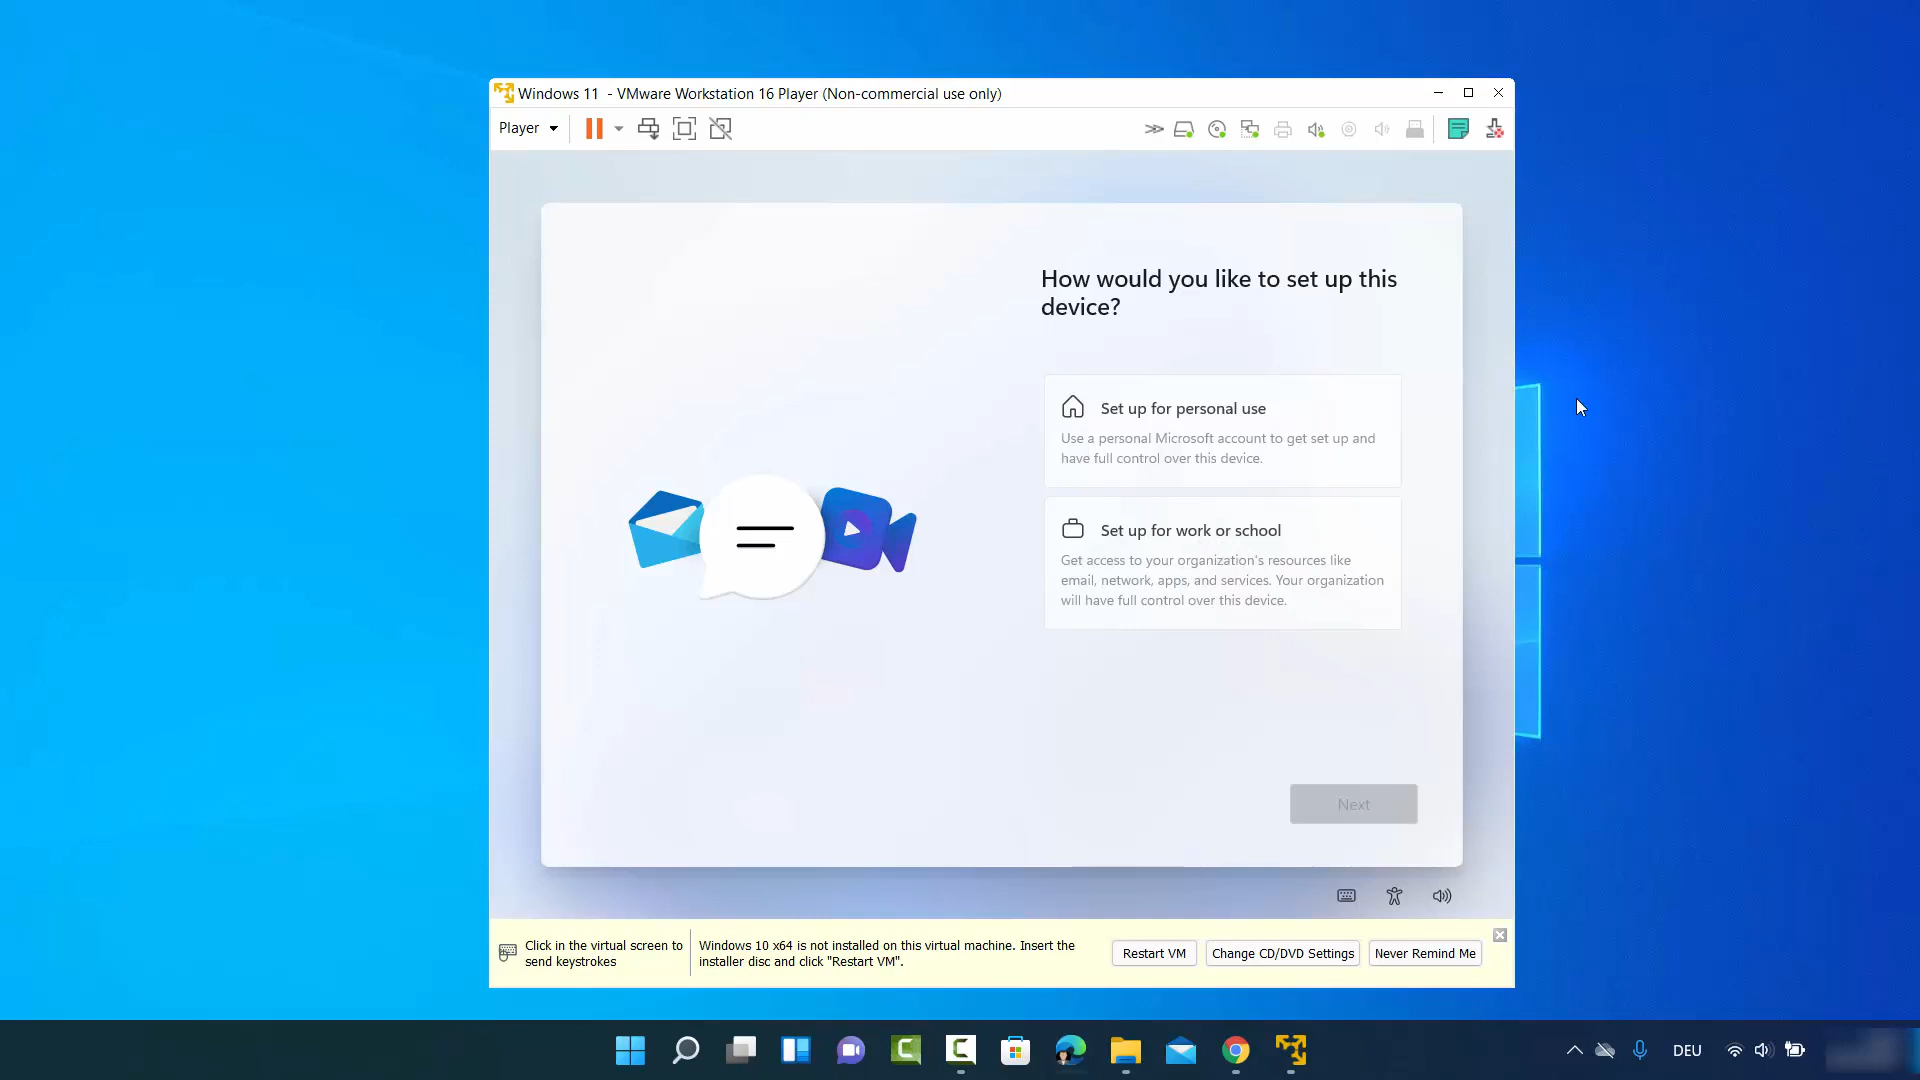 Windows 11 - VMware Workstation 16 Player (Non-commercial use only)
Player
How would you like to set up this
device?
Set up for personal use
Use a personal Microsoft account to get set up and
have full control over this device.
Set up for work or school
Get access to your organization's resources like
email, network, apps, and services. Your organization
will have full control over this device.
Next
Click in the virtual screen to
send keystrokes
Windows 10 x64 is not installed on this virtual machine. Insert the
installer disc and click "Restart VM".
Restart VM
Change CD/DVD Settings
Never Remind Me
DEU